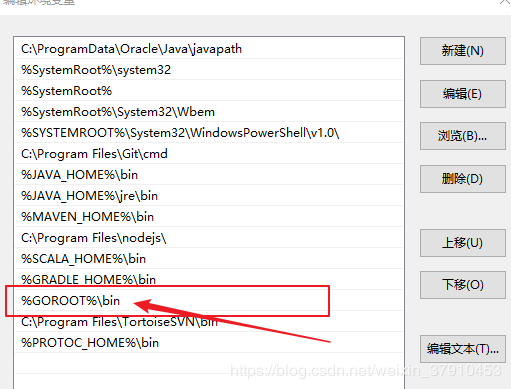 编辑环境变量
C:\ProgramData\Oracle\Java\javapath
%SystemRoot%\system32
%SystemRoot%
%SystemRoot%\System32\Wbem
%SYSTEMROOT%\System32\WindowsPowerShell\v1.0\
C:\Program Files\Git\cmd
%JAVA_HOME%\bin
%JAVA_HOME%\jre\bin
%MAVEN_HOME%\bin
C:\Program Files\nodejs\
%SCALA_HOME%\bin
%GRADLE_HOME%\bin
%GOROOT%\bin
C:\Program Files\TortoiseSVN\bin
%PROTOC_HOME%\bin
新建(N)
编辑(E)
浏览(B)...
删除(D)
上移(U)
下移(O)
编辑文本(T)...
https://blog.csdn.net/weixin_37910453